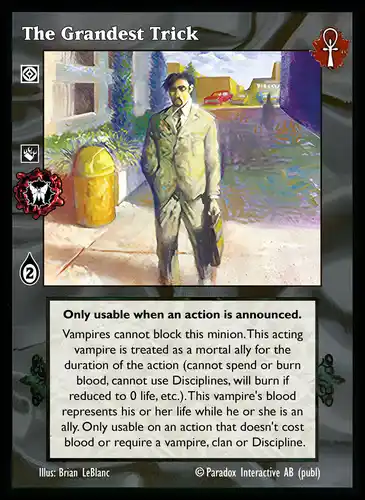 The Grandest Trick
2
Only usable when an action is announced.
Vampires cannot block this minion. This acting
vampire is treated as a mortal ally for the
duration of the action (cannot spend or burn
blood, cannot use Disciplines, will burn if
reduced to 0 life, etc.). This vampire's blood
represents his or her life while he or she is an
ally. Only usable on an action that doesn't cost
blood or require a vampire, clan or Discipline.
Illus: Brian LeBlanc
© Paradox Interactive AB (publ)